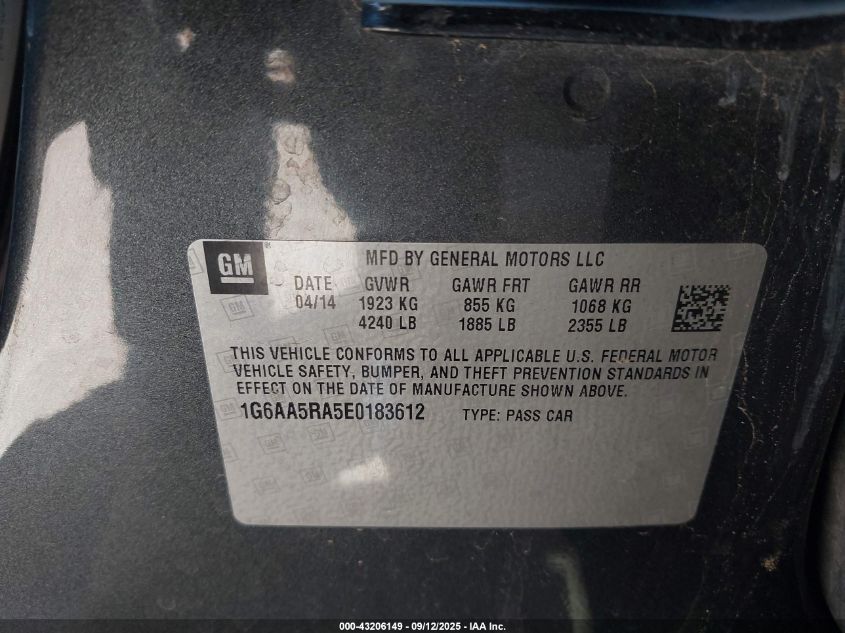 GM
MFD BY GENERAL MOTORS LLC
DATE GVWR GAWR FRT GAWR RR
04/14 1923 KG 855 KG 1068 KG
4240 LB 1885 LB 2355 LB
THIS VEHICLE CONFORMS TO ALL APPLICABLE U.S. FEDERAL MOTOR
VEHICLE SAFETY, BUMPER, AND THEFT PREVENTION STANDARDS IN
EFFECT ON THE DATE OF MANUFACTURE SHOWN ABOVE.
1G6AA5RA5E0183612 TYPE: PASS CAR
000-43206149 - 09/12/2025 - IAA Inc.